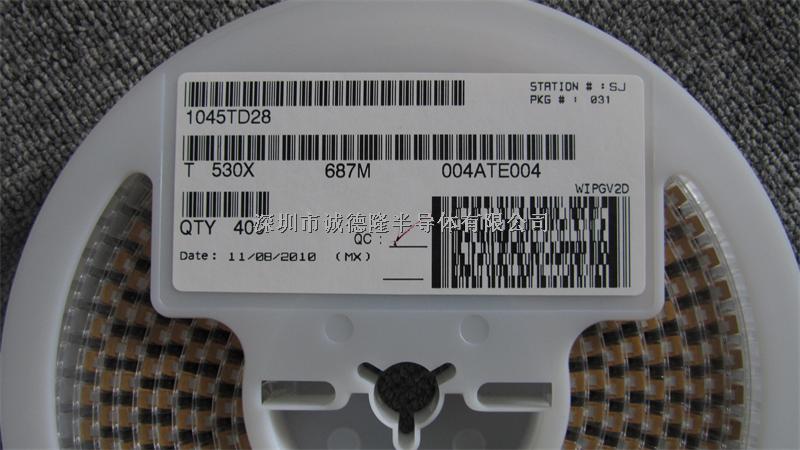 STATION # : SJ
PKG # : 031
1045TD28
T 530X 687M 004ATE004
WIPGV2D
深圳市诚德隆半导体有限公司
QTY
QC :
Date: 11/08/2010 (MX)